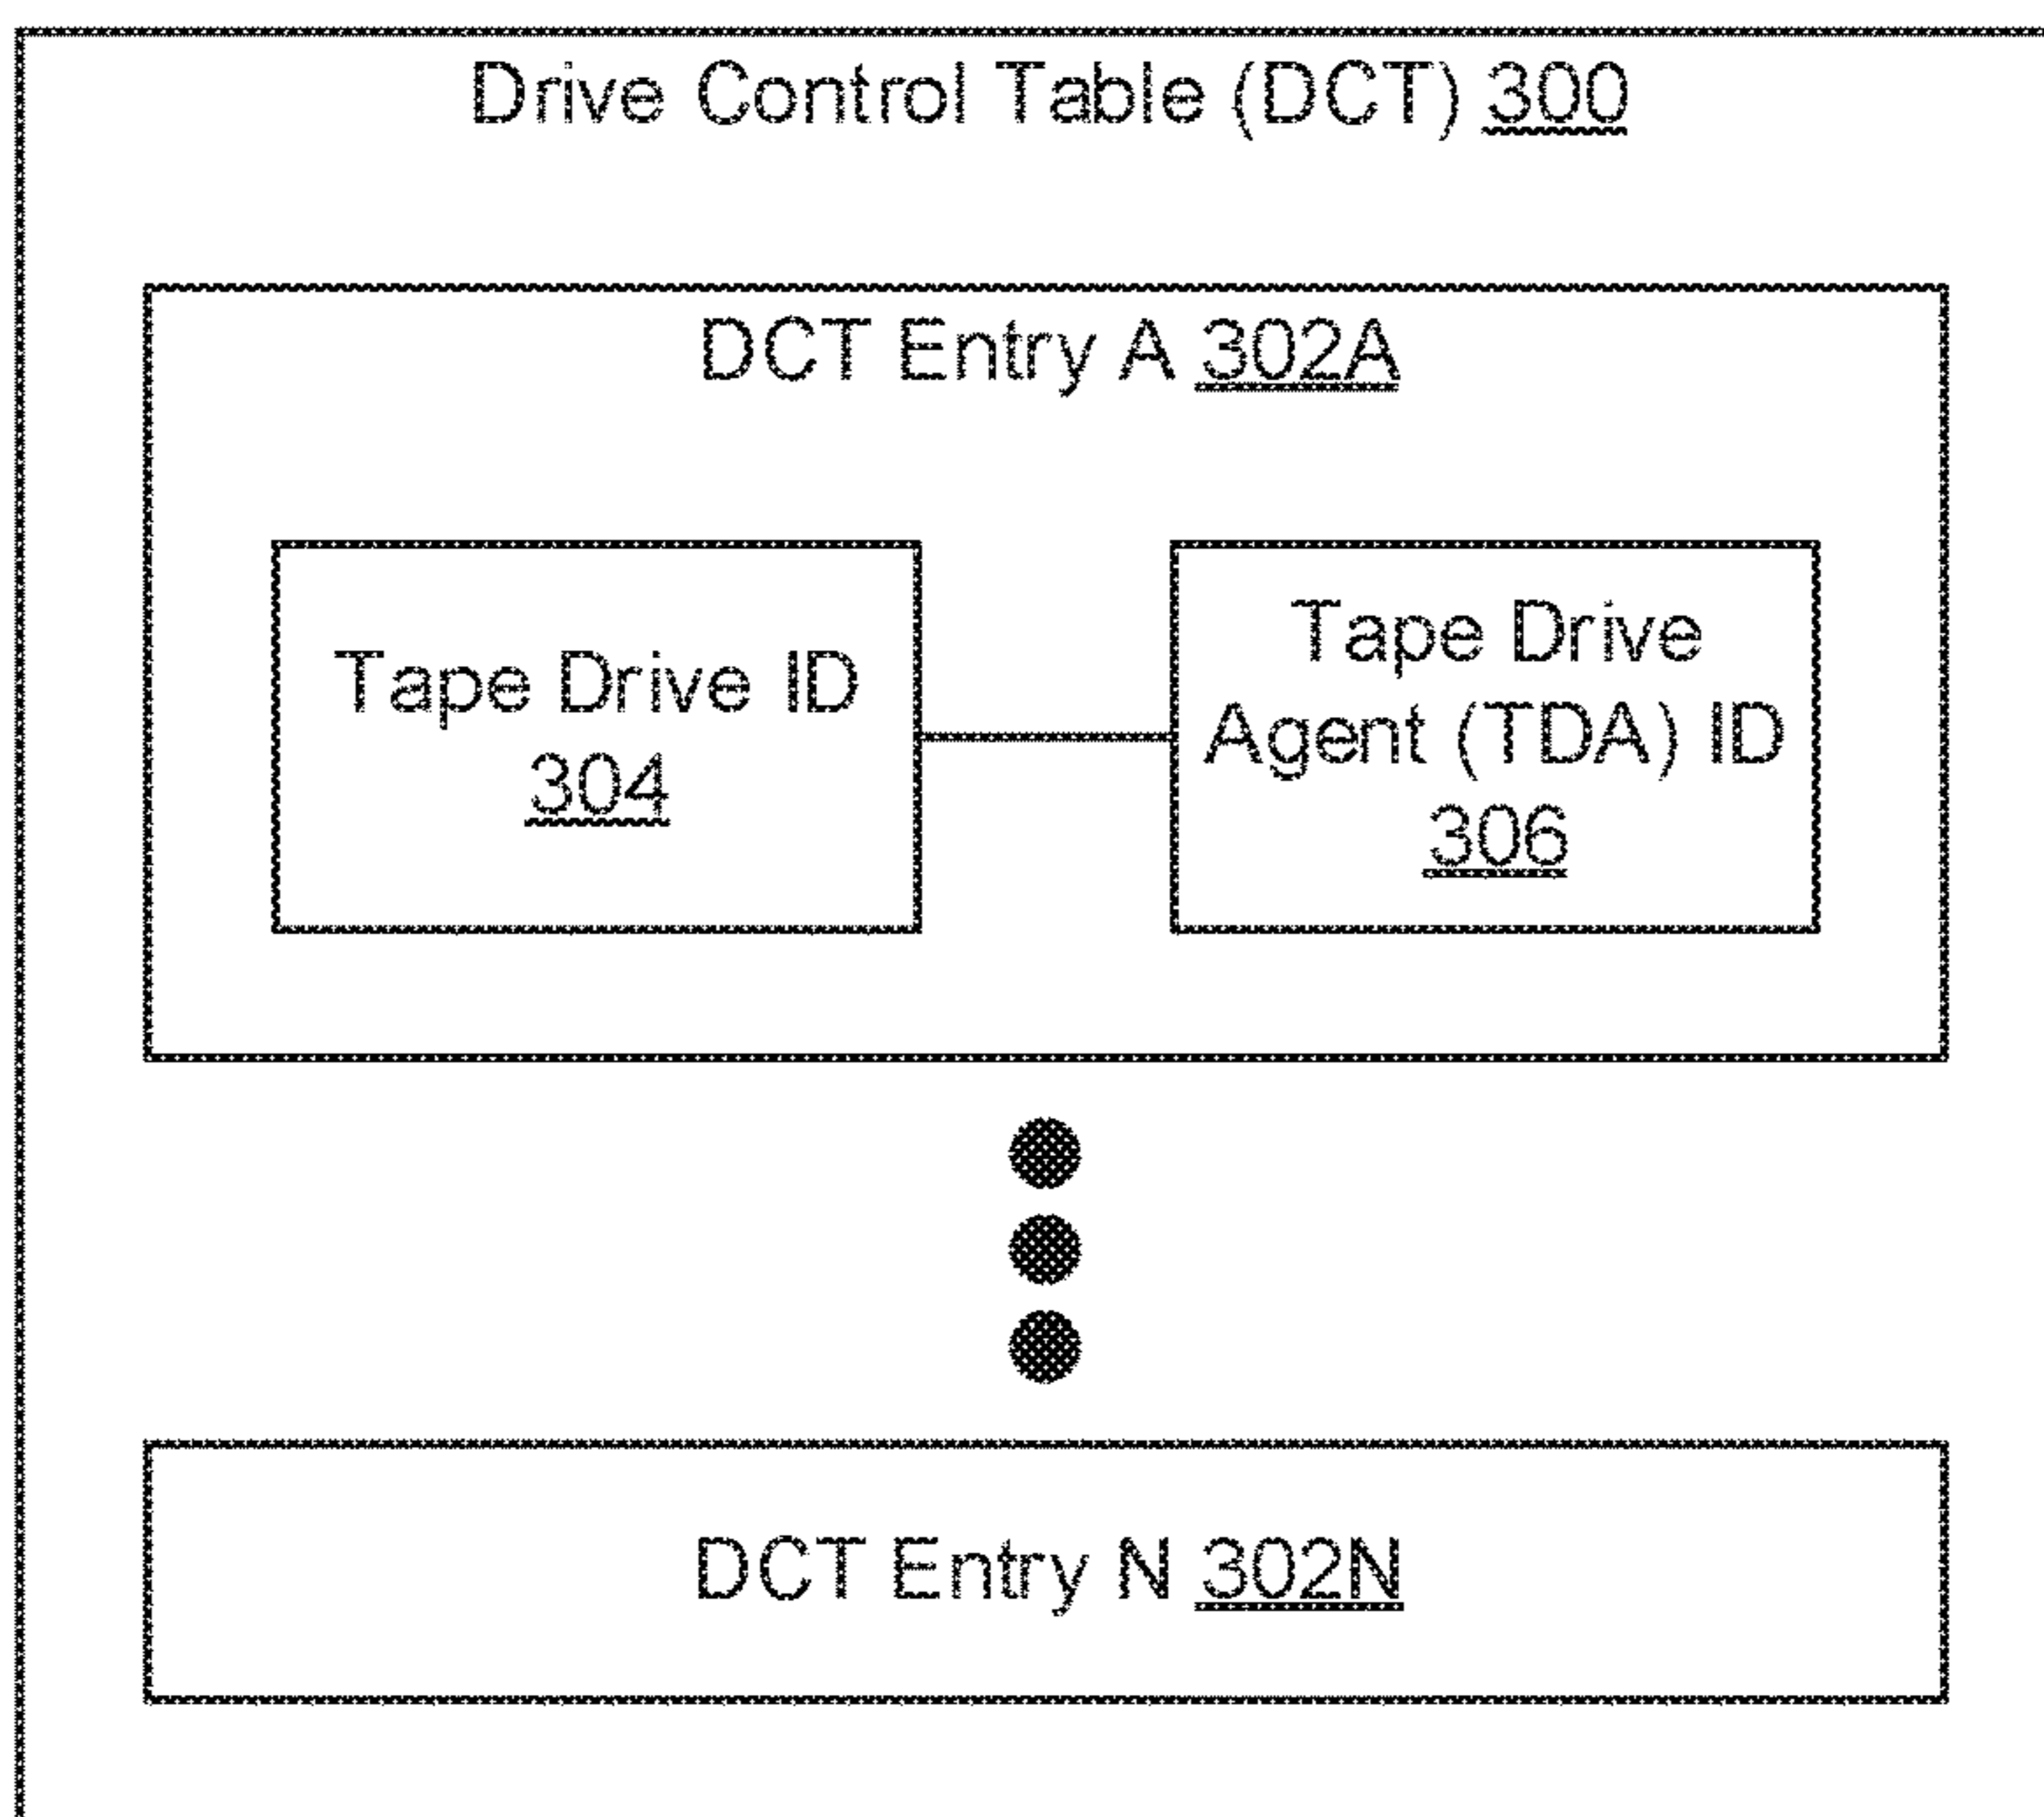 Drive Control Table (DCT) 300
DCT Entry A 302A
Tape Drive ID
304
Tape Drive
Agent (TDA) ID
306
DCT Entry N 302N